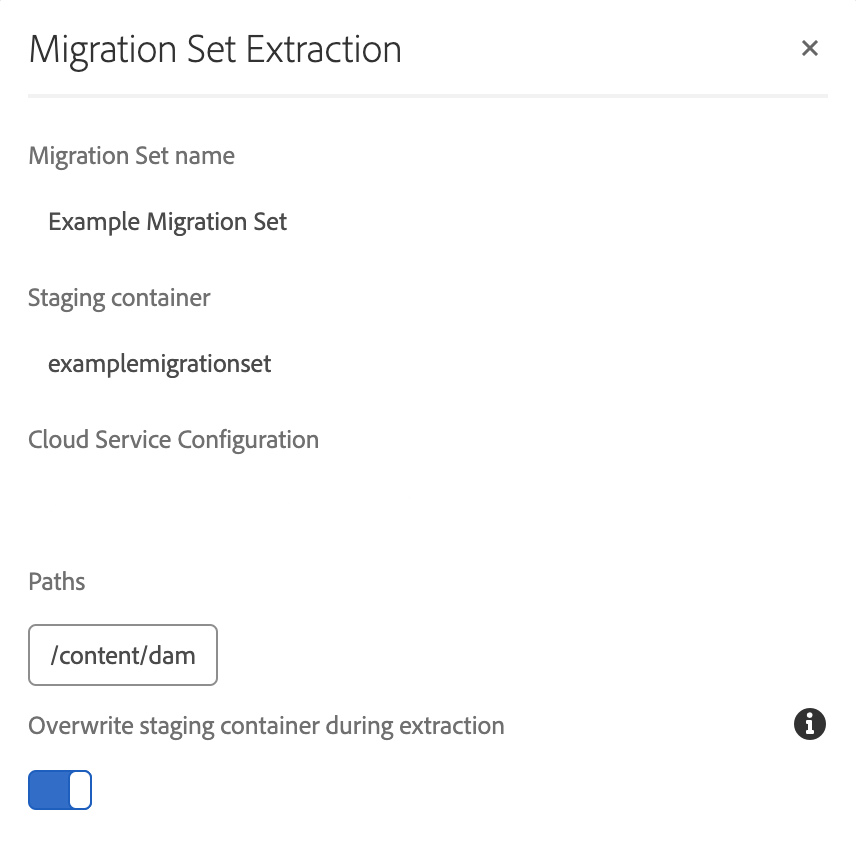 Migration Set Extraction
Migration Set name
Example Migration Set
Staging container
examplemigrationset
Cloud Service Configuration
Paths
/content/dam
Overwrite staging container during extraction